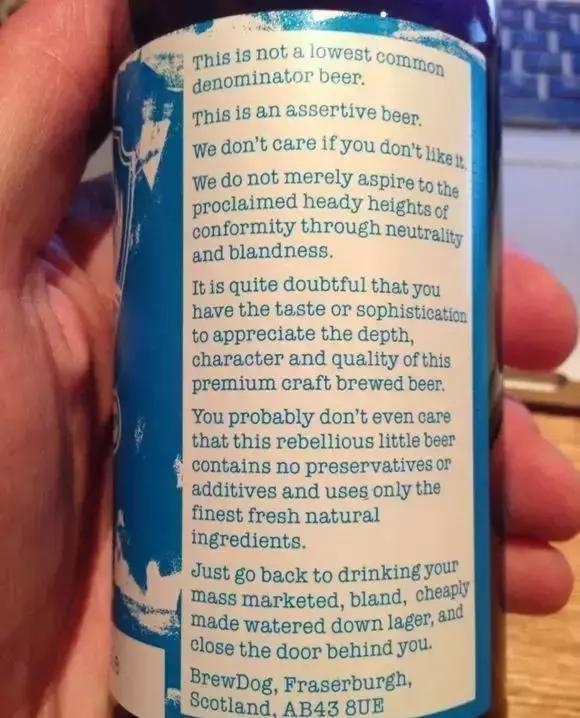 This is not a lowest common
denominator beer.
This is an assertive beer.
We don't care if you don't like it.
We do not merely aspire to the
proclaimed heady heights of
conformity through neutrality
and blandness.
It is quite doubtful that you
have the taste or sophistication
to appreciate the depth,
character and quality of this
premium craft brewed beer.
You probably don't even care
that this rebellious little beer
contains no preservatives or
additives and uses only the
finest fresh natural
ingredients.
Just go back to drinking your
mass marketed, bland, cheaply
made watered down lager, and
close the door behind you.
BrewDog, Fraserburgh,
Scotland, AB43 8UE